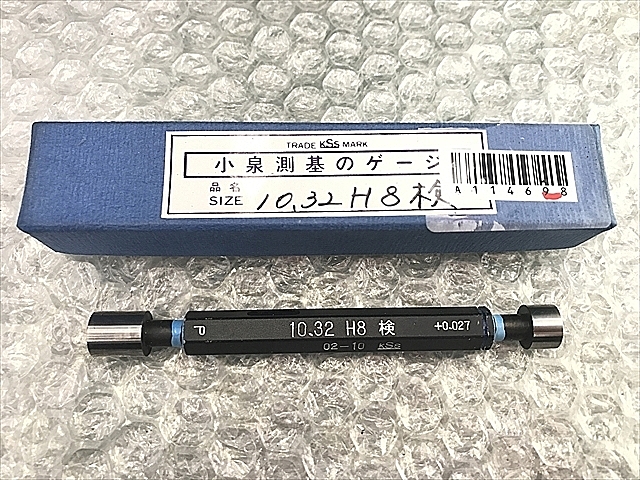 TRADE KSS MARK
小泉測基のゲージ
品名
SIZE 10.32 H8 検
A114698
P 10.32 H8 検 +0.027
02-10 KSS